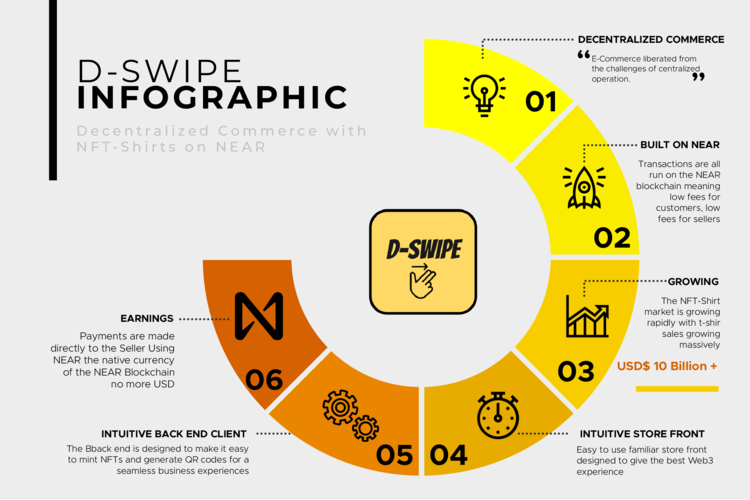 D-SWIPE
INFOGRAPHIC
Decentralized Commerce with
NFT-Shirts on NEAR
DECENTRALIZED COMMERCE
“E-Commerce liberated from
the challenges of centralized
operation.”
01
BUILT ON NEAR
Transactions are all
run on the NEAR
blockchain meaning
low fees for
customers, low
fees for sellers
02
D-SWIPE
GROWING
The NFT-Shirt
market is growing
rapidly with t-shir
sales growing
massively
USD$ 10 Billion +
03
INTUITIVE STORE FRONT
Easy to use familiar store front
designed to give the best Web3
experience
04
INTUITIVE BACK END CLIENT
The Bback end is designed to make it easy
to mint NFTs and generate QR codes for a
seamless business experiences
05
EARNINGS
Payments are made
directly to the Seller Using
NEAR the native currency
of the NEAR Blockchain
no more USD
06